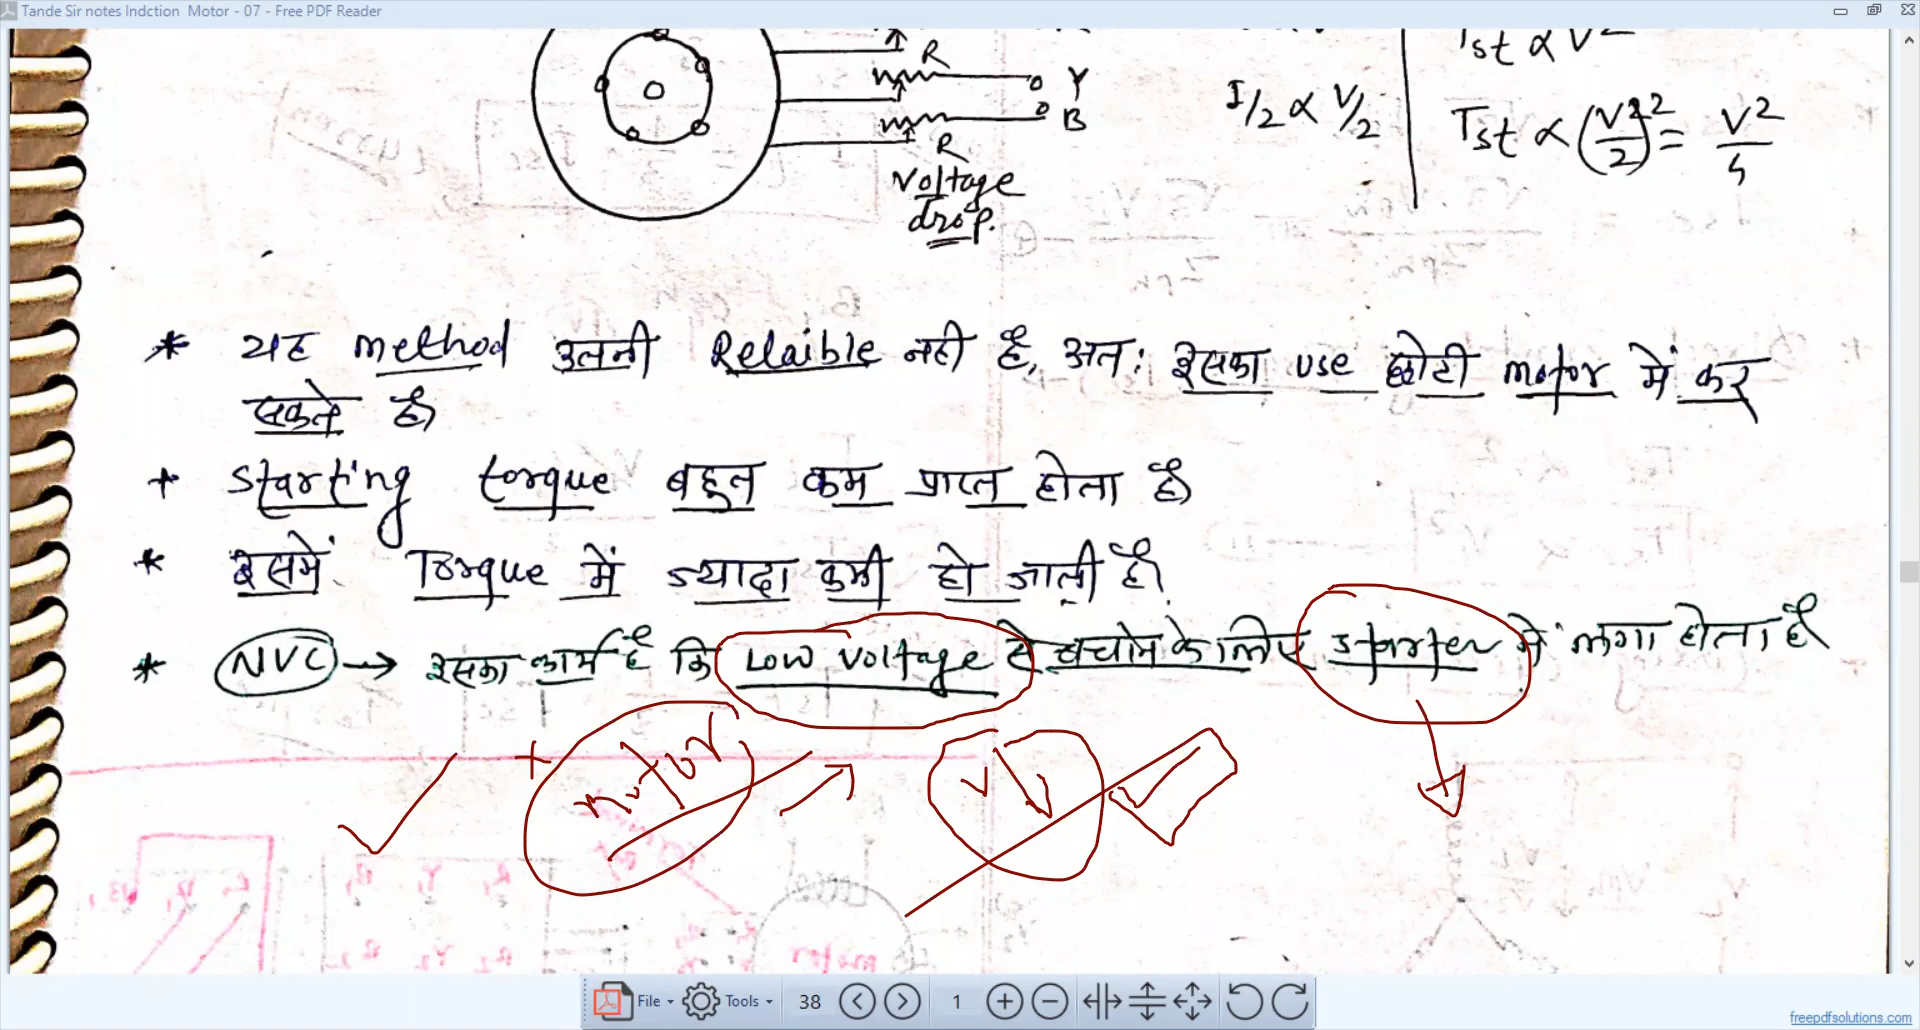 Tande Sir notes Indction Motor - 07 - Free PDF Reader
R
Y
B
R
Voltage
drop.
I/2 ∝ V/2
Tst ∝ V²
Tst ∝ (V/2)² = V²/4
* यह method उतनी Relaible नही है, अतः इसका use छोटी motor में कर
सकते है।
* Starting torque बहुत कम प्राप्त होता है।
* इसमें Torque में ज्यादा कमी हो जाती है।
* NVC → इसका कार्य है कि Low Voltage से बचाने के लिए starter में लगा होता है
motor
File
Tools
38
1
freepdfsolutions.com